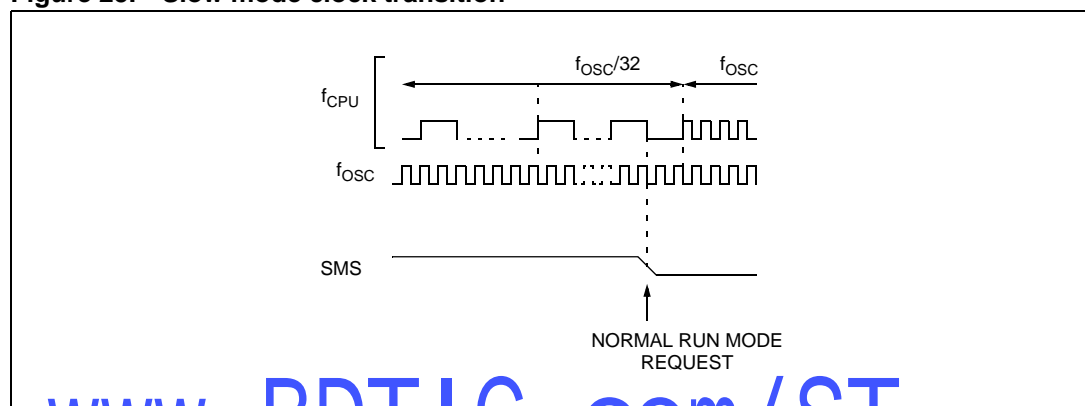 Figure 28. Slow mode clock transition
fOSC/32 fOSC
fCPU
fOSC
SMS
NORMAL RUN MODE
REQUEST
www.BDTIC.com/ST